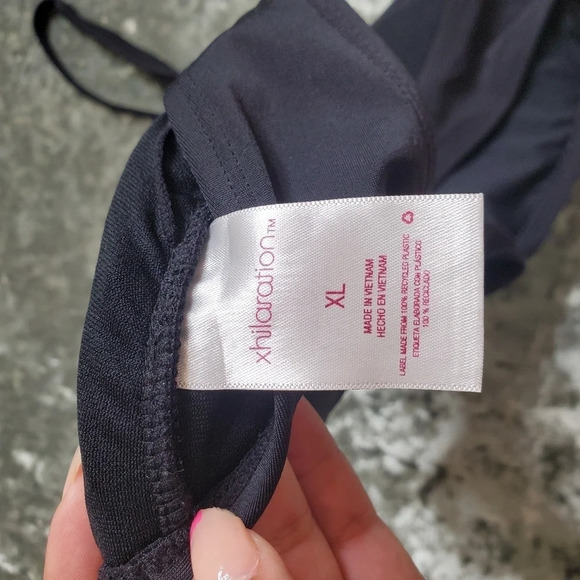 xhilaration™
XL
MADE IN VIETNAM
HECHO EN VIETNAM
LABEL MADE FROM 100% RECYCLED PLASTIC
ETIQUETA ELABORADA CON PLÁSTICO
100 % RECICLADO